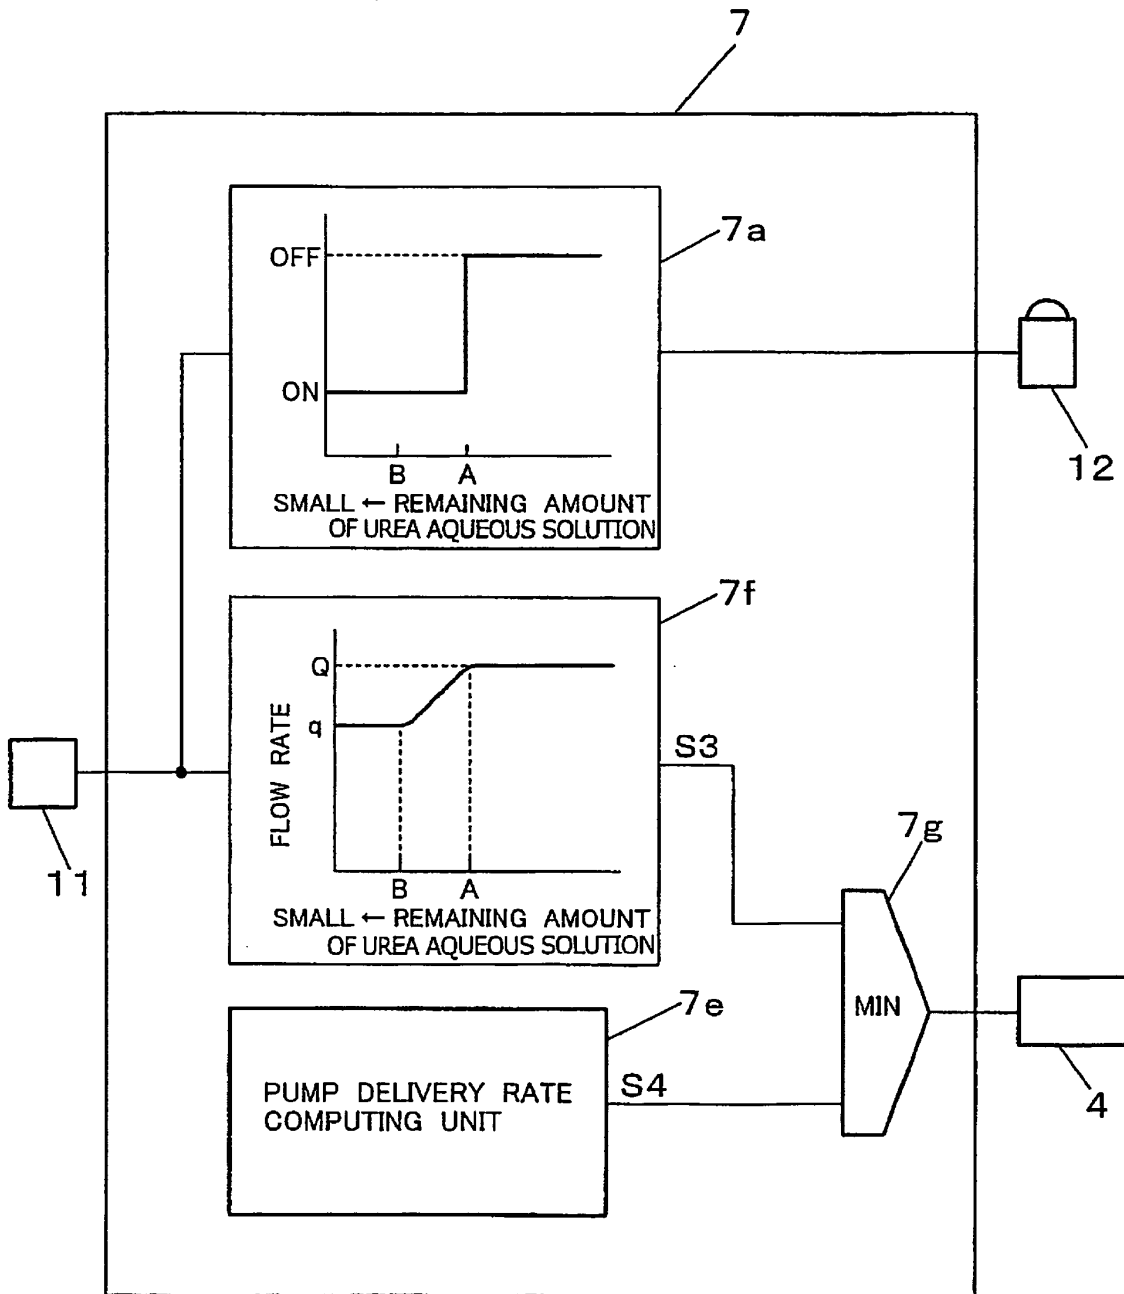 7
7a
OFF
ON
B A
SMALL ← REMAINING AMOUNT
OF UREA AQUEOUS SOLUTION
12
7f
Q
q
FLOW RATE
B A
SMALL ← REMAINING AMOUNT
OF UREA AQUEOUS SOLUTION
11
S3
7g
MIN
7e
PUMP DELIVERY RATE
COMPUTING UNIT
S4
4